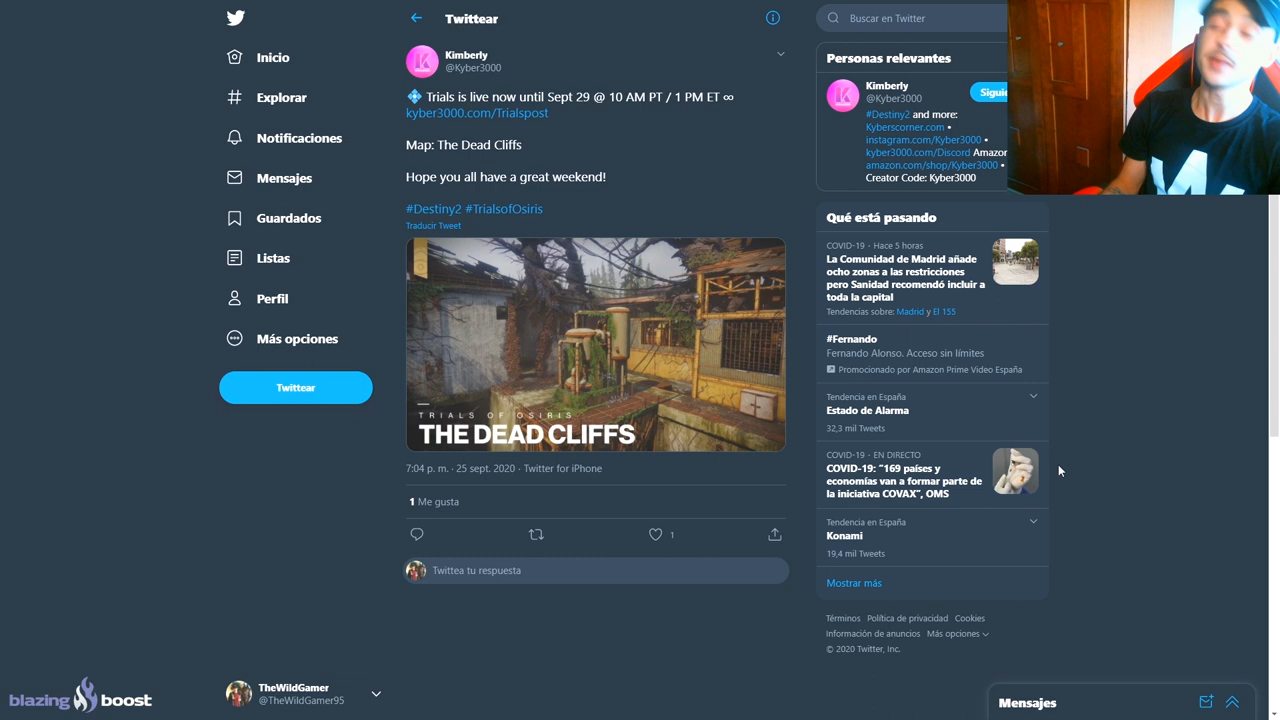 Inicio
Explorar
Notificaciones
Mensajes
Guardados
Listas
Perfil
Más opciones
Twittear
TheWildGamer
@TheWildGamer95
blazing boost
Twittear
Kimberly
@Kyber3000
💠 Trials is live now until Sept 29 @ 10 AM PT / 1 PM ET ∞
kyber3000.com/Trialspost
Map: The Dead Cliffs
Hope you all have a great weekend!
#Destiny2 #TrialsofOsiris
Traducir Tweet
TRIALS OF OSIRIS
THE DEAD CLIFFS
7:04 p. m. · 25 sept. 2020 · Twitter for iPhone
1 Me gusta
1
Twittea tu respuesta
Buscar en Twitter
Personas relevantes
Kimberly
@Kyber3000
#Destiny2 and more:
Kyberscorner.com •
instagram.com/Kyber3000 •
kyber3000.com/Discord Amazon
amazon.com/shop/Kyber3000 •
Creator Code: Kyber3000
Qué está pasando
COVID-19 · Hace 5 horas
La Comunidad de Madrid añade
ocho zonas a las restricciones
pero Sanidad recomendó incluir a
toda la capital
Tendencias sobre: Madrid y El 155
#Fernando
Fernando Alonso. Acceso sin límites
Promocionado por Amazon Prime Video España
Tendencia en España
Estado de Alarma
32,3 mil Tweets
COVID-19 · EN DIRECTO
COVID-19: "169 países y
economías van a formar parte de
la iniciativa COVAX", OMS
Tendencia en España
Konami
19,4 mil Tweets
Mostrar más
Términos Política de privacidad Cookies
Información de anuncios Más opciones
© 2020 Twitter, Inc.
Mensajes